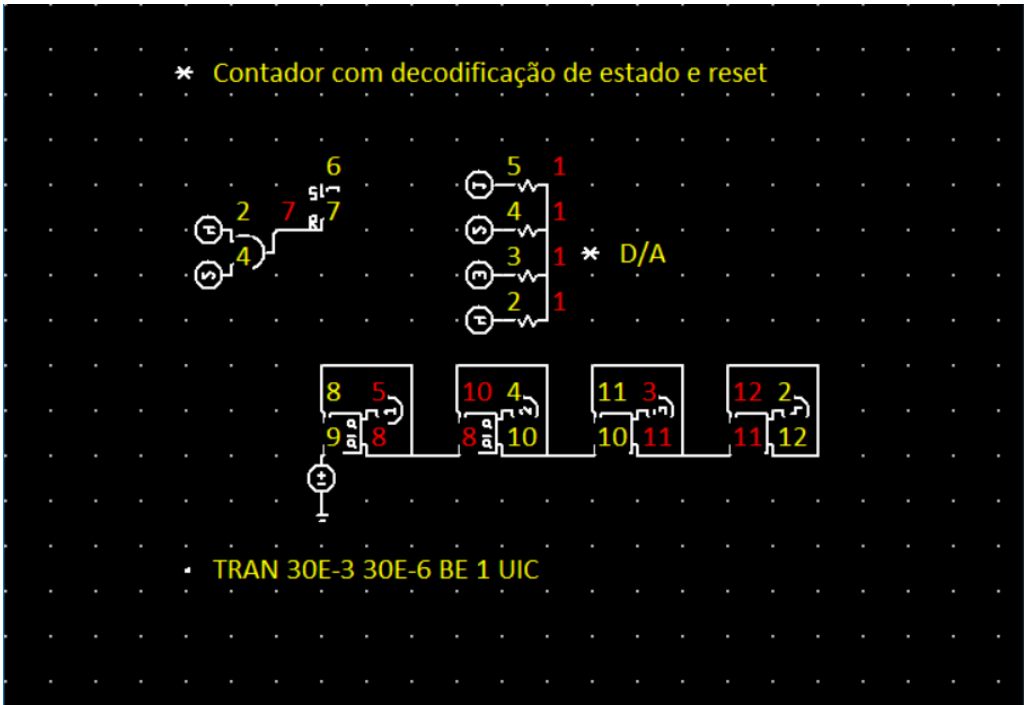 * Contador com decodificação de estado e reset
6
5 1
2 7 7
4 1
4
3 1
* D/A
2 1
8 5 10 4 11 3 12 2
9 8 8 10 10 11 11 12
. TRAN 30E-3 30E-6 BE 1 UIC